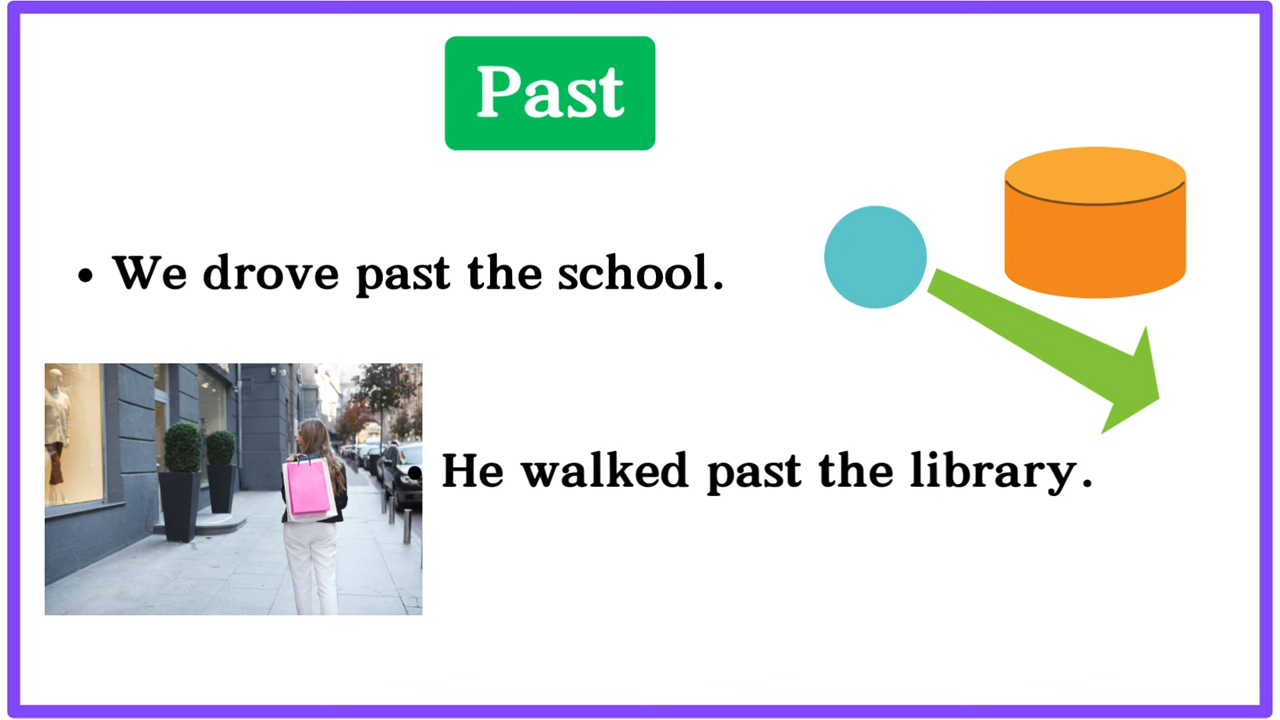 Past
• We drove past the school.
• He walked past the library.